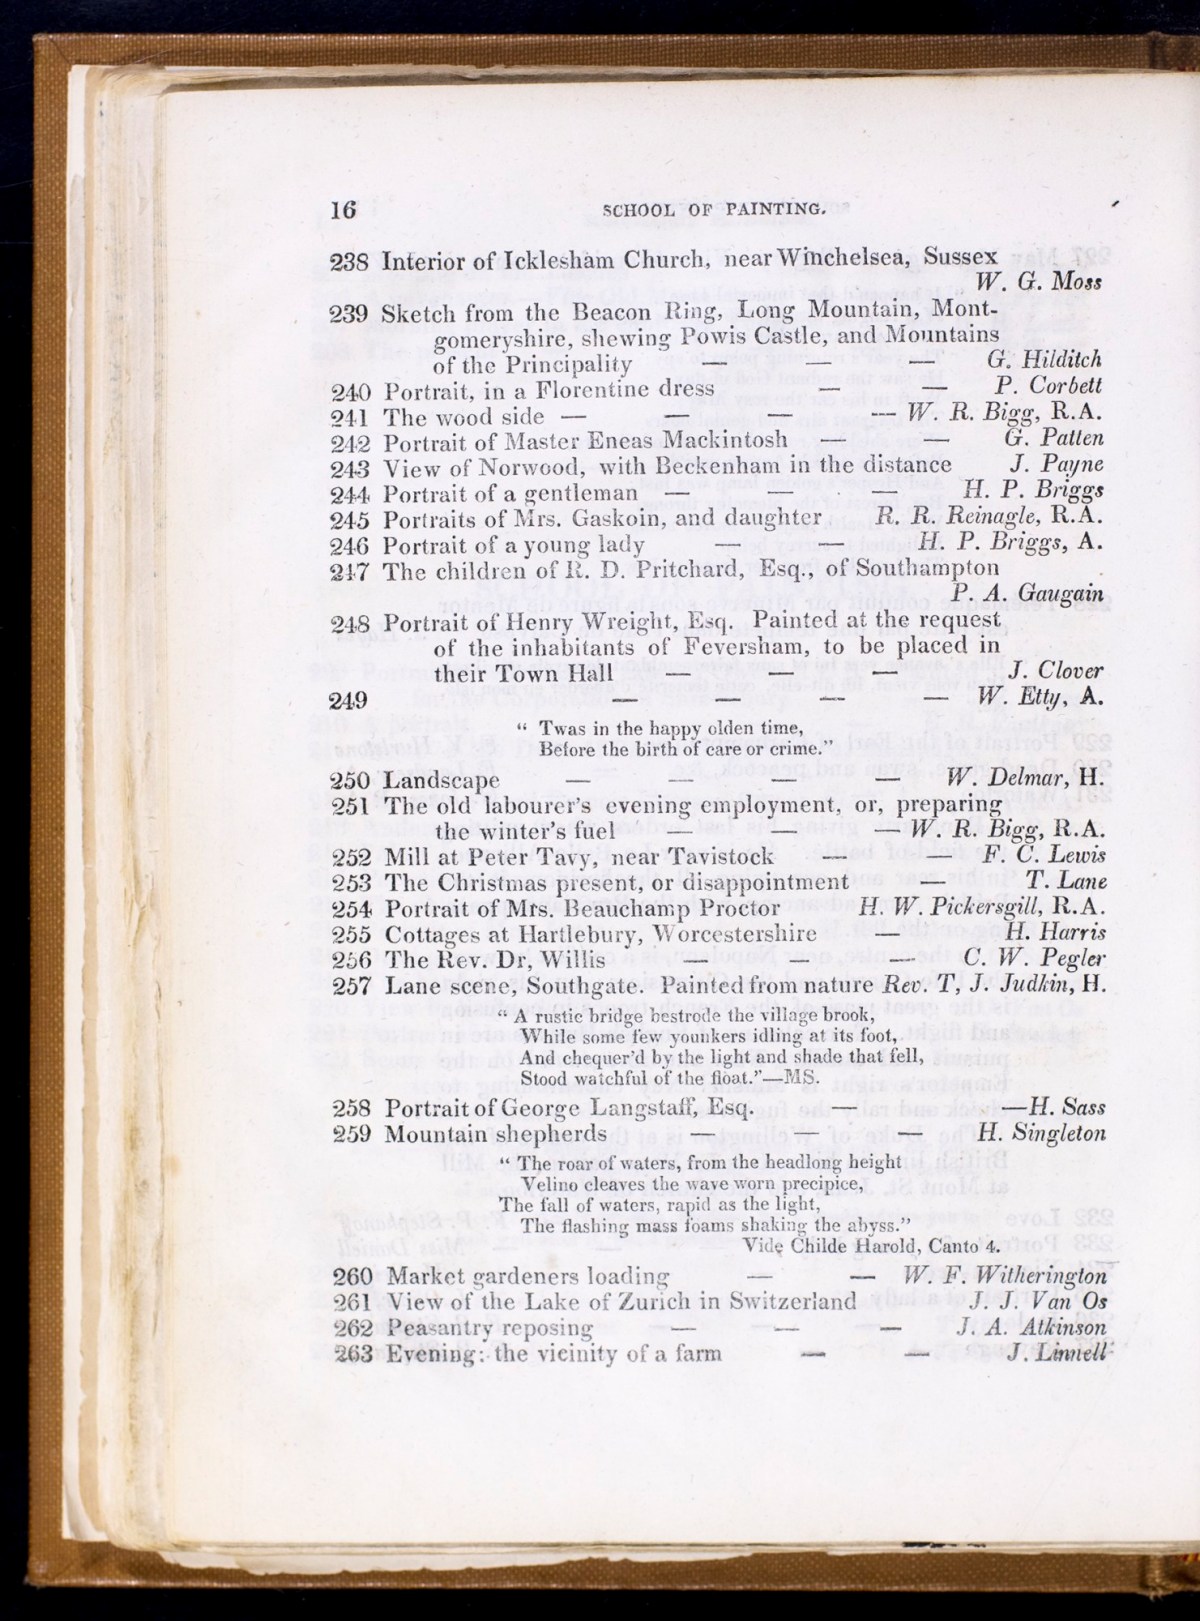 16 SCHOOL OF PAINTING.
238 Interior of Icklesham Church, near Winchelsea, Sussex
W. G. Moss
239 Sketch from the Beacon Ring, Long Mountain, Mont-
gomeryshire, shewing Powis Castle, and Mountains
of the Principality — — — G. Hilditch
240 Portrait, in a Florentine dress — — P. Corbett
241 The wood side — — — — W. R. Bigg, R.A.
242 Portrait of Master Eneas Mackintosh — — G. Patten
243 View of Norwood, with Beckenham in the distance J. Payne
244 Portrait of a gentleman — — — H. P. Briggs
245 Portraits of Mrs. Gaskoin, and daughter R. R. Reinagle, R.A.
246 Portrait of a young lady — — H. P. Briggs, A.
247 The children of R. D. Pritchard, Esq., of Southampton
P. A. Gaugain
248 Portrait of Henry Wreight, Esq. Painted at the request
of the inhabitants of Feversham, to be placed in
their Town Hall — — — J. Clover
249 — — — — W. Etty, A.
“ Twas in the happy olden time,
Before the birth of care or crime.”
250 Landscape — — — — W. Delmar, H.
251 The old labourer's evening employment, or, preparing
the winter's fuel — — — W. R. Bigg, R.A.
252 Mill at Peter Tavy, near Tavistock — — F. C. Lewis
253 The Christmas present, or disappointment — T. Lane
254 Portrait of Mrs. Beauchamp Proctor H. W. Pickersgill, R.A.
255 Cottages at Hartlebury, Worcestershire — H. Harris
256 The Rev. Dr, Willis — — — C. W. Pegler
257 Lane scene, Southgate. Painted from nature Rev. T, J. Judkin, H.
“ A rustic bridge bestrode the village brook,
While some few younkers idling at its foot,
And chequer'd by the light and shade that fell,
Stood watchful of the float.”—MS.
258 Portrait of George Langstaff, Esq. — — —H. Sass
259 Mountain shepherds — — — H. Singleton
“ The roar of waters, from the headlong height
Velino cleaves the wave worn precipice,
The fall of waters, rapid as the light,
The flashing mass foams shaking the abyss.”
Vide Childe Harold, Canto 4.
260 Market gardeners loading — — W. F. Witherington
261 View of the Lake of Zurich in Switzerland J. J. Van Os
262 Peasantry reposing — — — J. A. Atkinson
263 Evening: the vicinity of a farm — — J. Linnell